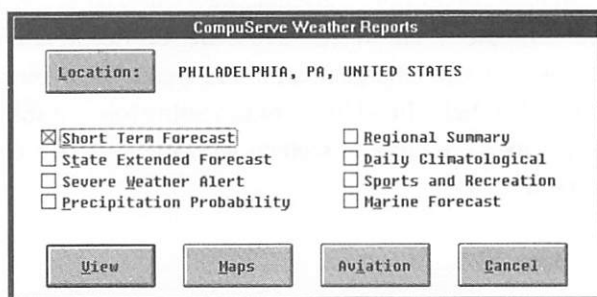 CompuServe Weather Reports
Location: PHILADELPHIA, PA, UNITED STATES
Short Term Forecast
State Extended Forecast
Severe Weather Alert
Precipitation Probability
Regional Summary
Daily Climatological
Sports and Recreation
Marine Forecast
View Maps Aviation Cancel